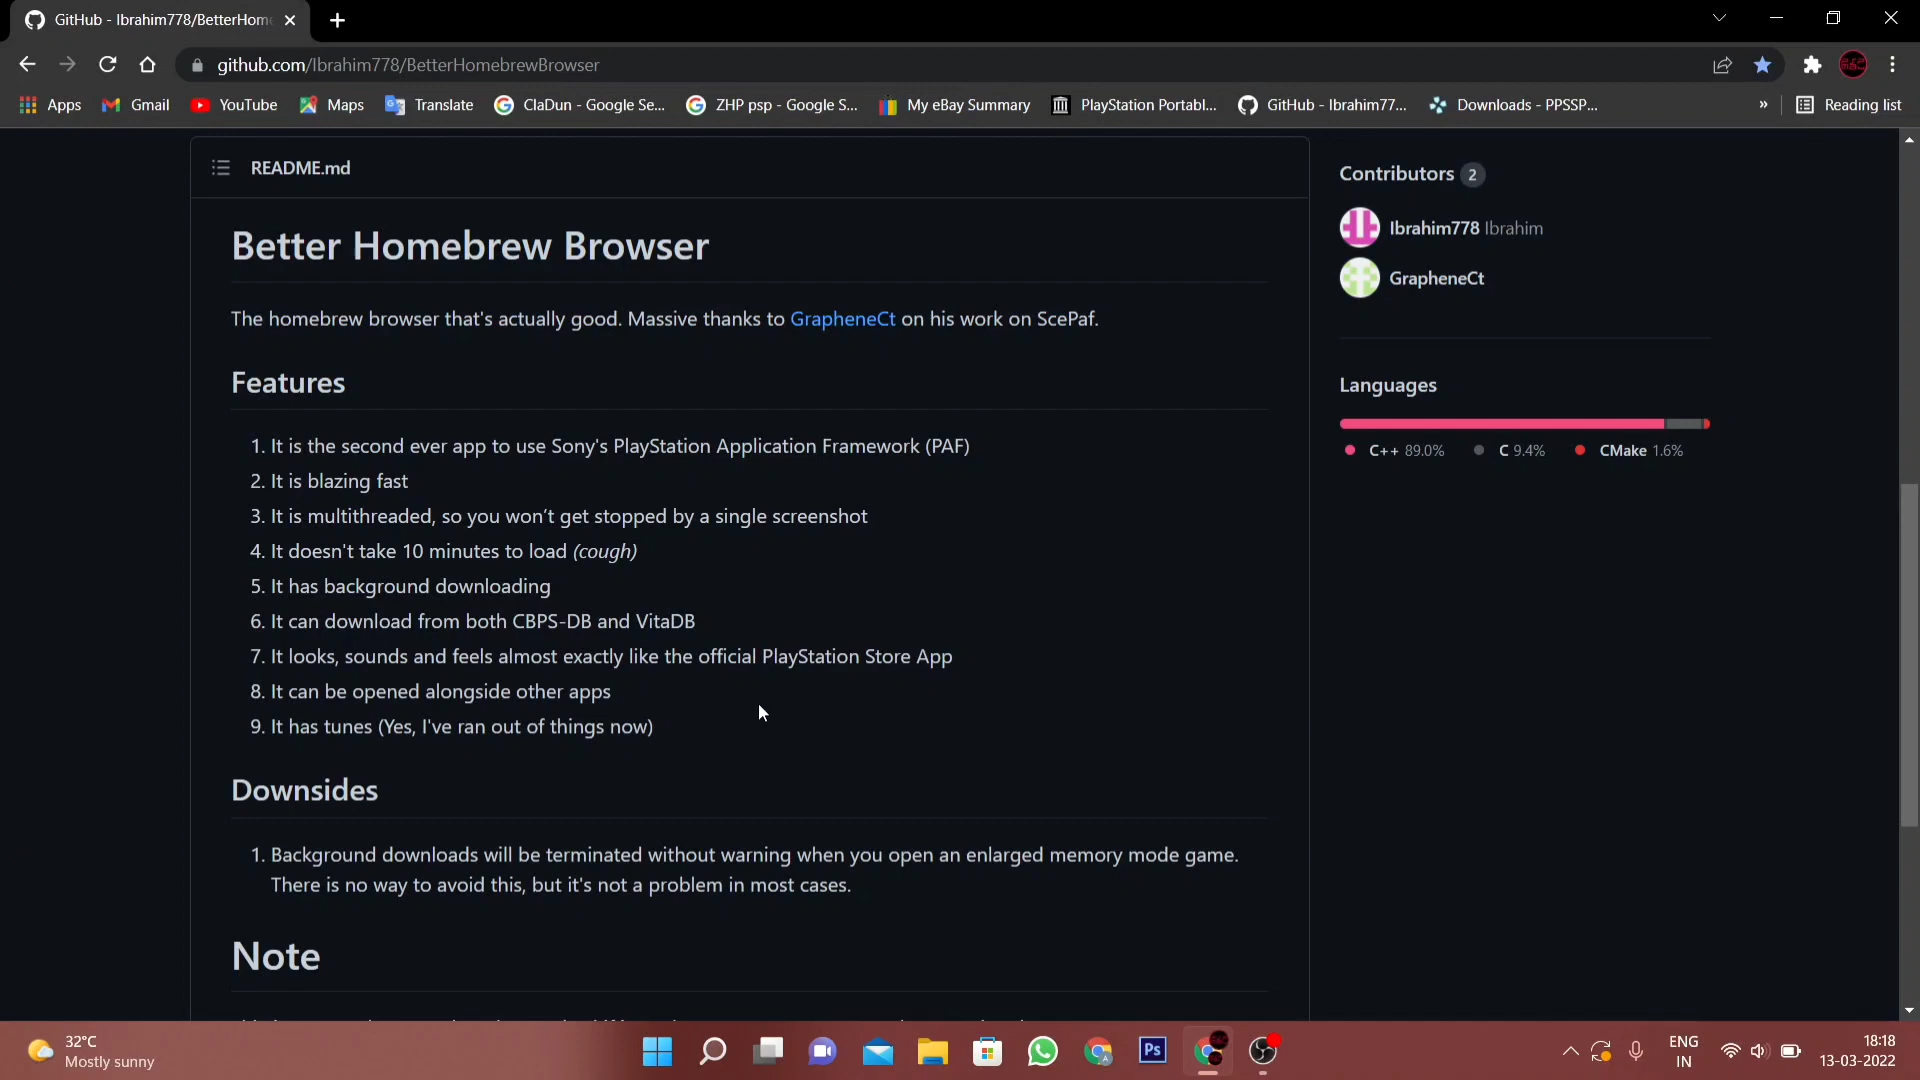 GitHub - Ibrahim778/BetterHome
github.com/Ibrahim778/BetterHomebrewBrowser
Apps Gmail YouTube Maps Translate ClaDun - Google Se... ZHP psp - Google S... My eBay Summary PlayStation Portabl... GitHub - Ibrahim77... Downloads - PPSSP... » Reading list
README.md
Better Homebrew Browser
The homebrew browser that's actually good. Massive thanks to GrapheneCt on his work on ScePaf.
Features
1. It is the second ever app to use Sony's PlayStation Application Framework (PAF)
2. It is blazing fast
3. It is multithreaded, so you won’t get stopped by a single screenshot
4. It doesn't take 10 minutes to load (cough)
5. It has background downloading
6. It can download from both CBPS-DB and VitaDB
7. It looks, sounds and feels almost exactly like the official PlayStation Store App
8. It can be opened alongside other apps
9. It has tunes (Yes, I've ran out of things now)
Downsides
1. Background downloads will be terminated without warning when you open an enlarged memory mode game.
There is no way to avoid this, but it's not a problem in most cases.
Note
Contributors 2
Ibrahim778 Ibrahim
GrapheneCt
Languages
C++ 89.0% C 9.4% CMake 1.6%
32°C
Mostly sunny
Ps
ENG
IN
18:18
13-03-2022